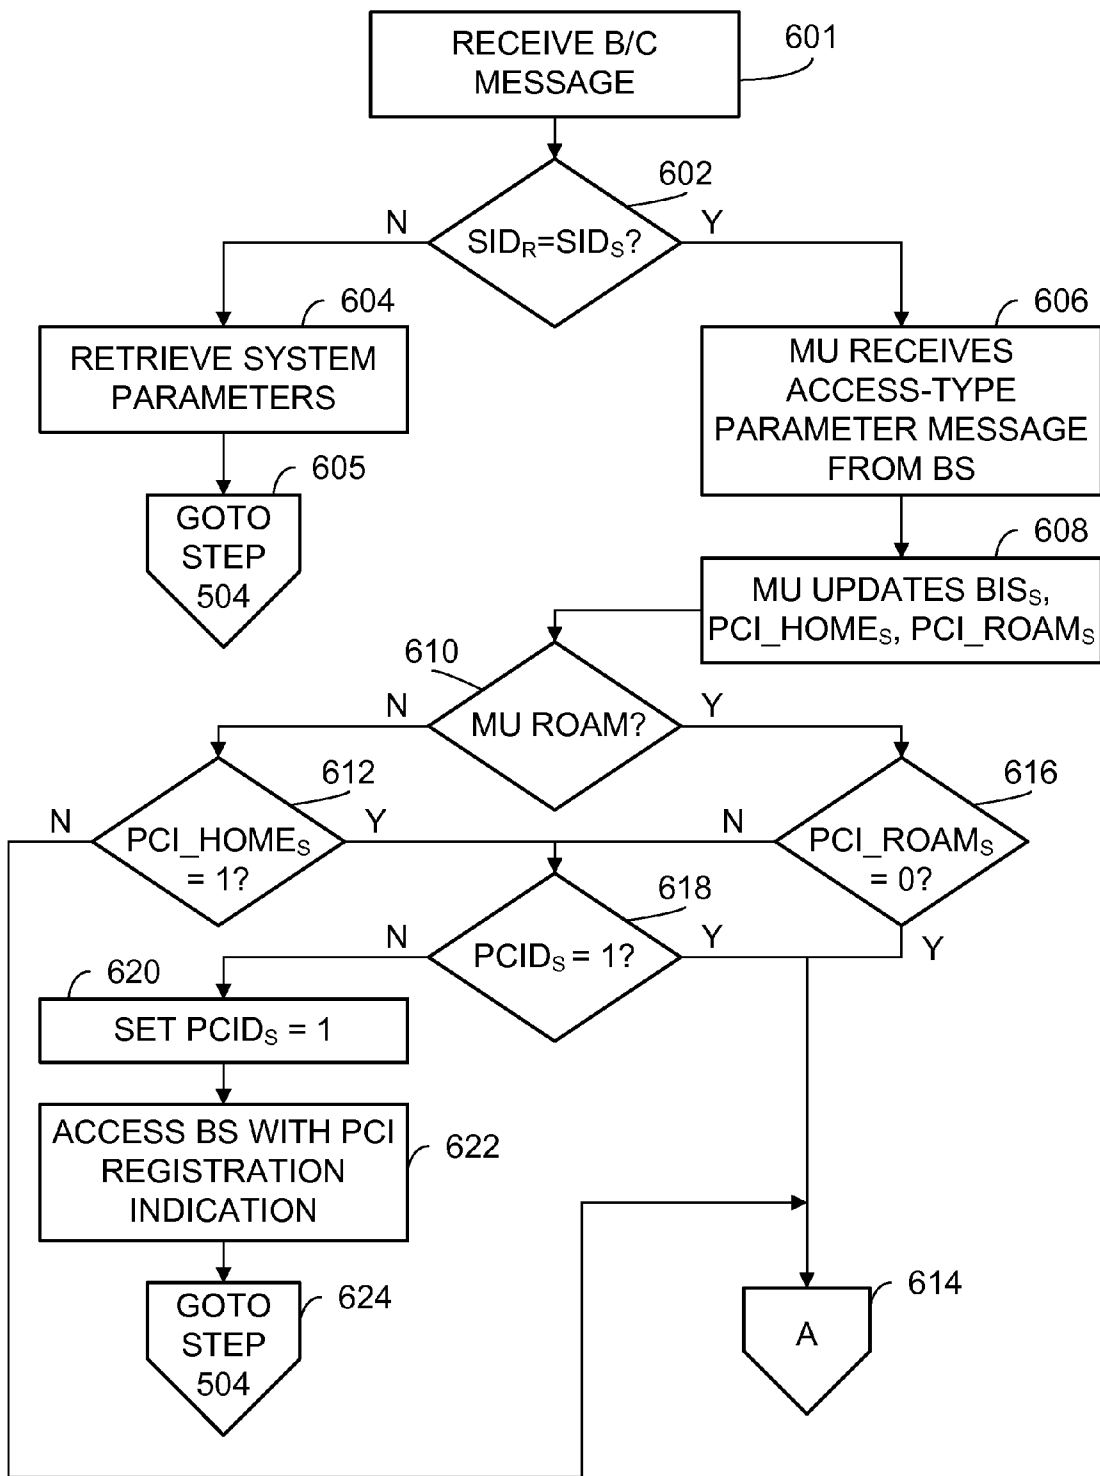 RECEIVE B/C
MESSAGE
601
602
N
Y
SIDR=SIDS?
604
606
RETRIEVE SYSTEM
PARAMETERS
MU RECEIVES
ACCESS-TYPE
PARAMETER MESSAGE
FROM BS
605
GOTO
STEP
504
608
MU UPDATES BISS,
PCI_HOMES, PCI_ROAMS
610
N
Y
MU ROAM?
612
616
N
Y
N
PCI_HOMES
= 1?
PCI_ROAMS
= 0?
618
N
Y
Y
PCIDS = 1?
620
SET PCIDS = 1
ACCESS BS WITH PCI
REGISTRATION
INDICATION
622
GOTO
STEP
504
624
614
A